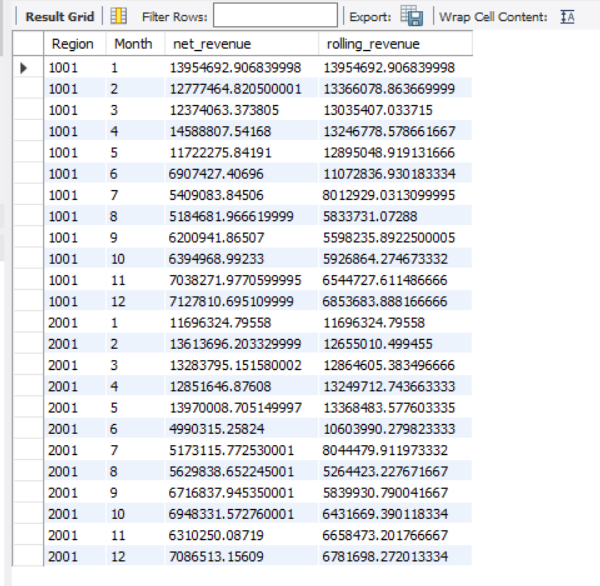 Result Grid Filter Rows: Export: Wrap Cell Content: IA
Region Month net_revenue rolling_revenue
1001 1 13954692.906839998 13954692.906839998
1001 2 12777464.820500001 13366078.863669999
1001 3 12374063.373805 13035407.033715
1001 4 14588807.54168 13246778.578661667
1001 5 11722275.84191 12895048.919131666
1001 6 6907427.40696 11072836.930183334
1001 7 5409083.84506 8012929.0313099995
1001 8 5184681.966619999 5833731.07288
1001 9 6200941.86507 5598235.8922500005
1001 10 6394968.99233 5926864.274673332
1001 11 7038271.9770599995 6544727.611486666
1001 12 7127810.695109999 6853683.888166666
2001 1 11696324.79558 11696324.79558
2001 2 13613696.203329999 12655010.499455
2001 3 13283795.151580002 12864605.383496666
2001 4 12851646.87608 13249712.743663333
2001 5 13970008.705149997 13368483.577603335
2001 6 4990315.25824 10603990.279823333
2001 7 5173115.772530001 8044479.911973332
2001 8 5629838.652245001 5264423.227671667
2001 9 6716837.945350001 5839930.790041667
2001 10 6948331.572760001 6431669.390118334
2001 11 6310250.08719 6658473.201766667
2001 12 7086513.15609 6781698.272013334